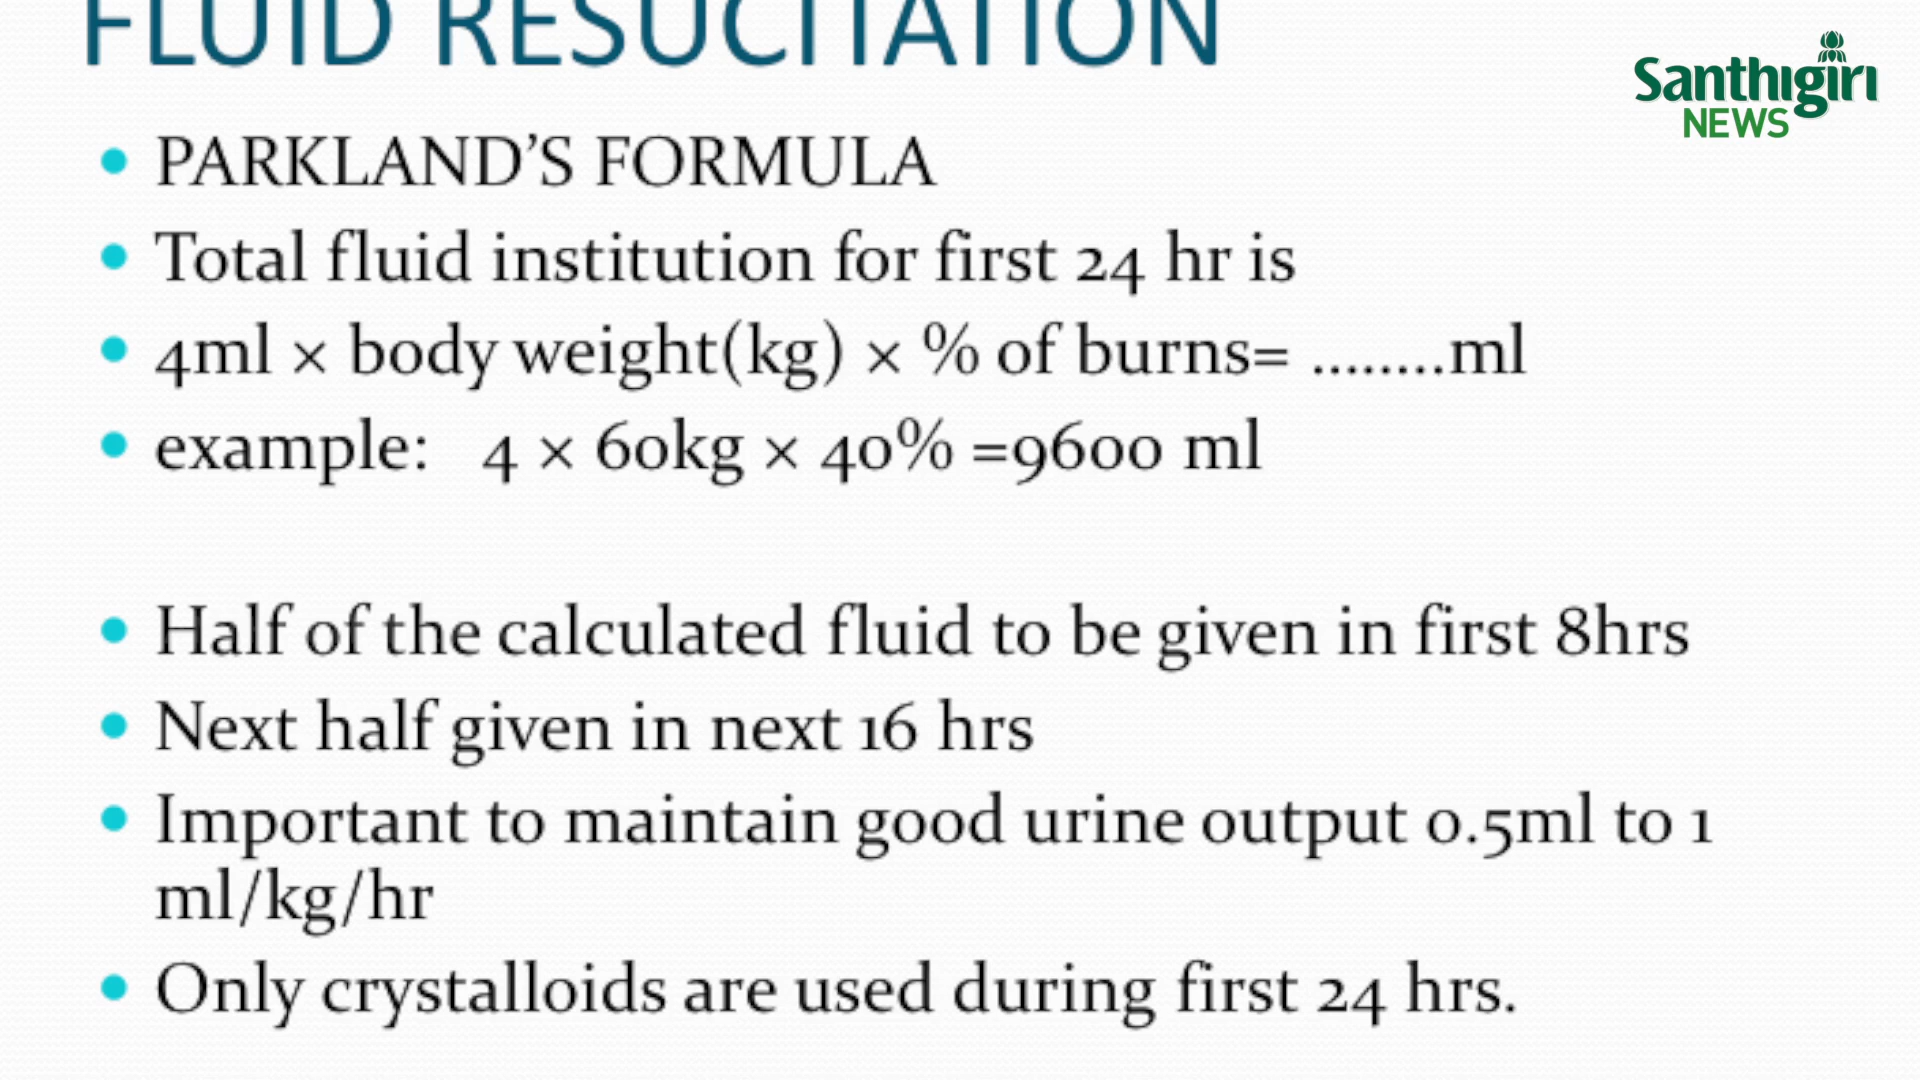 FLUID RESUCITATION
Santhigiri
NEWS
PARKLAND’S FORMULA
Total fluid institution for first 24 hr is
4ml × body weight(kg) × % of burns= ........ml
example: 4 × 60kg × 40% =9600 ml
Half of the calculated fluid to be given in first 8hrs
Next half given in next 16 hrs
Important to maintain good urine output 0.5ml to 1
ml/kg/hr
Only crystalloids are used during first 24 hrs.